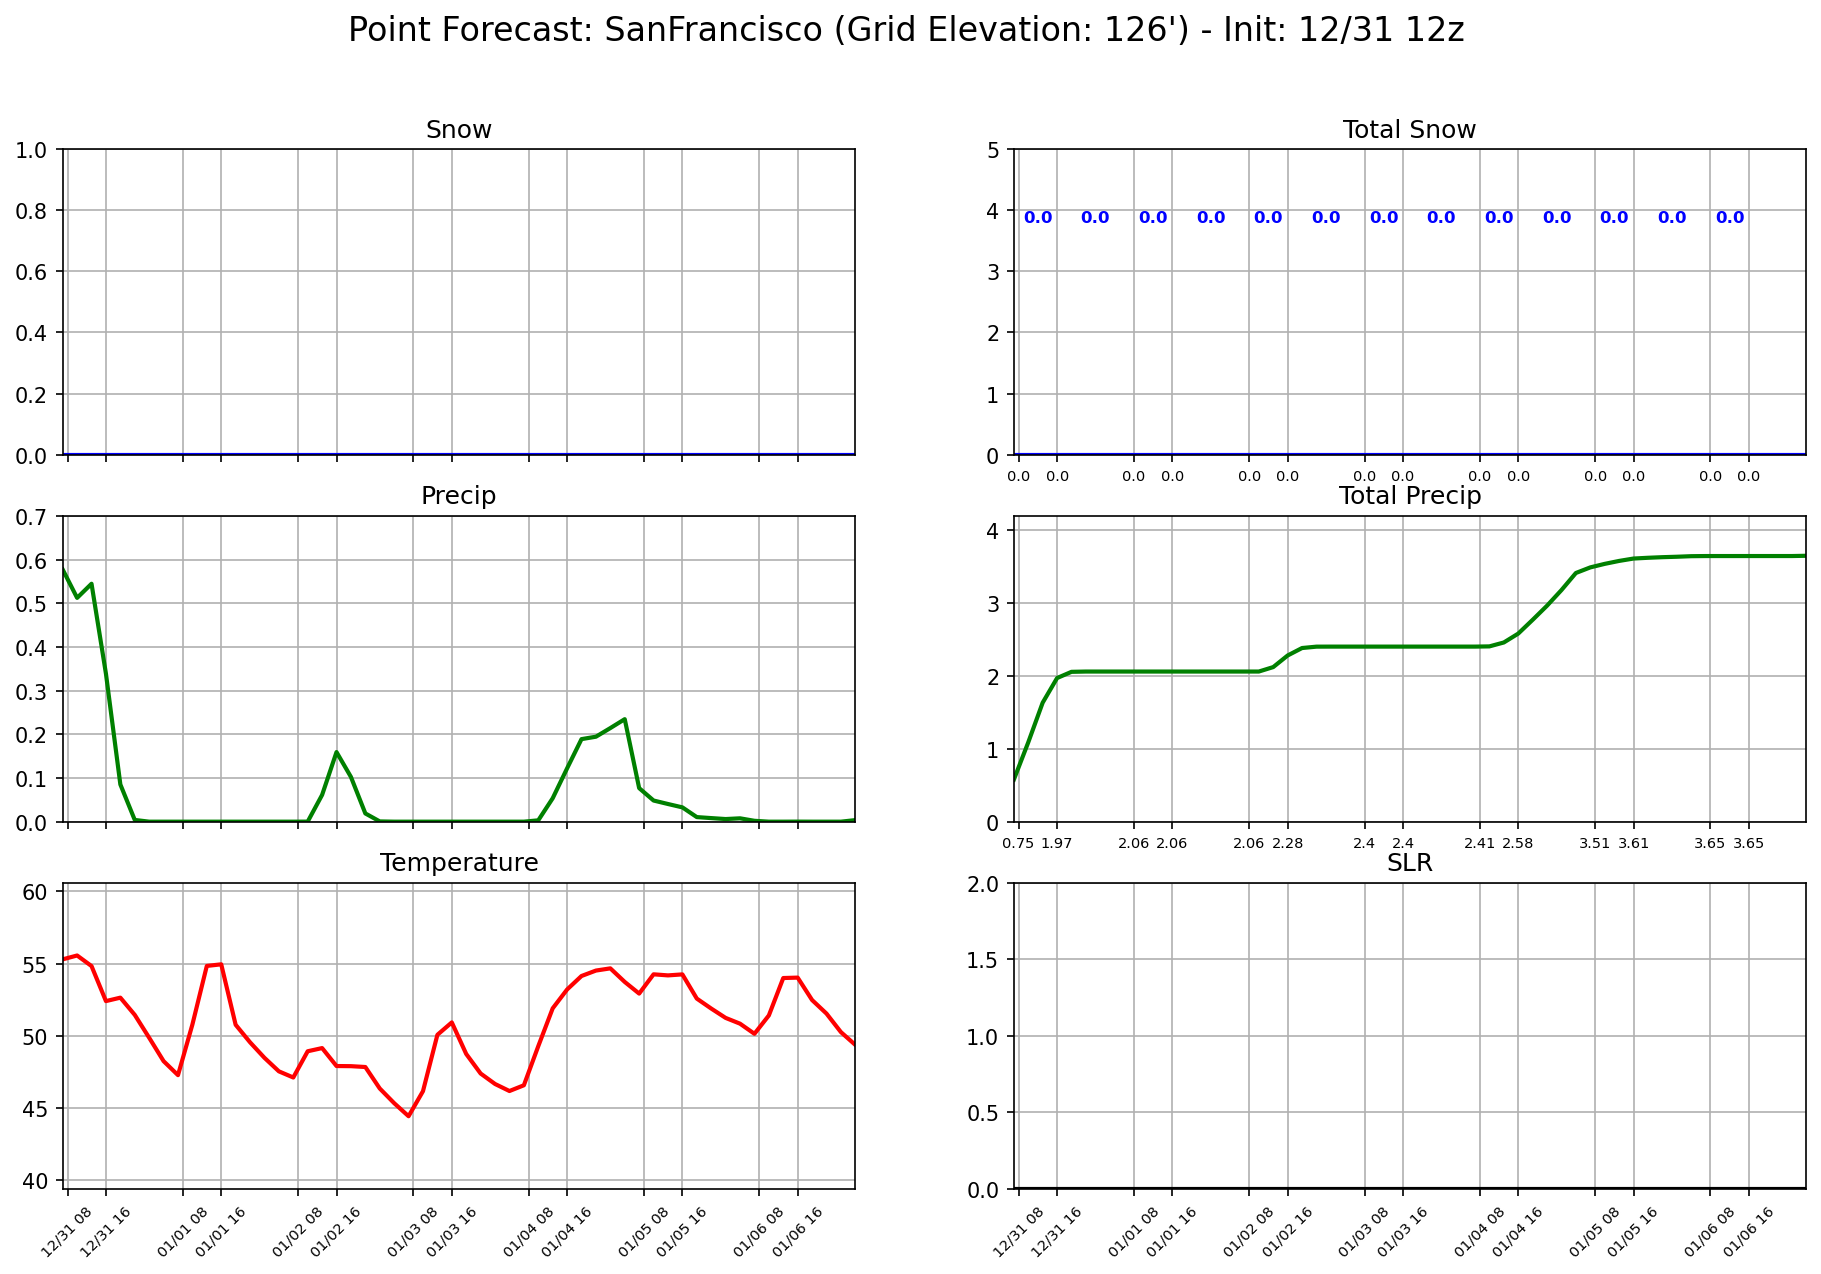 Point Forecast: SanFrancisco (Grid Elevation: 126') - Init: 12/31 12z
Snow
1.0
0.8
0.6
0.4
0.2
0.0
Total Snow
5
4
3
2
1
0
0.0 0.0 0.0 0.0 0.0 0.0 0.0 0.0 0.0 0.0 0.0 0.0 0.0
0.0 0.0 0.0 0.0 0.0 0.0 0.0 0.0 0.0 0.0 0.0 0.0 0.0 0.0
Precip
0.7
0.6
0.5
0.4
0.3
0.2
0.1
0.0
Total Precip
4
3
2
1
0
0.75 1.97 2.06 2.06 2.06 2.28 2.4 2.4 2.41 2.58 3.51 3.61 3.65 3.65
Temperature
60
55
50
45
40
12/31 08 12/31 16 01/01 08 01/01 16 01/02 08 01/02 16 01/03 08 01/03 16 01/04 08 01/04 16 01/05 08 01/05 16 01/06 08 01/06 16
SLR
2.0
1.5
1.0
0.5
0.0
12/31 08 12/31 16 01/01 08 01/01 16 01/02 08 01/02 16 01/03 08 01/03 16 01/04 08 01/04 16 01/05 08 01/05 16 01/06 08 01/06 16